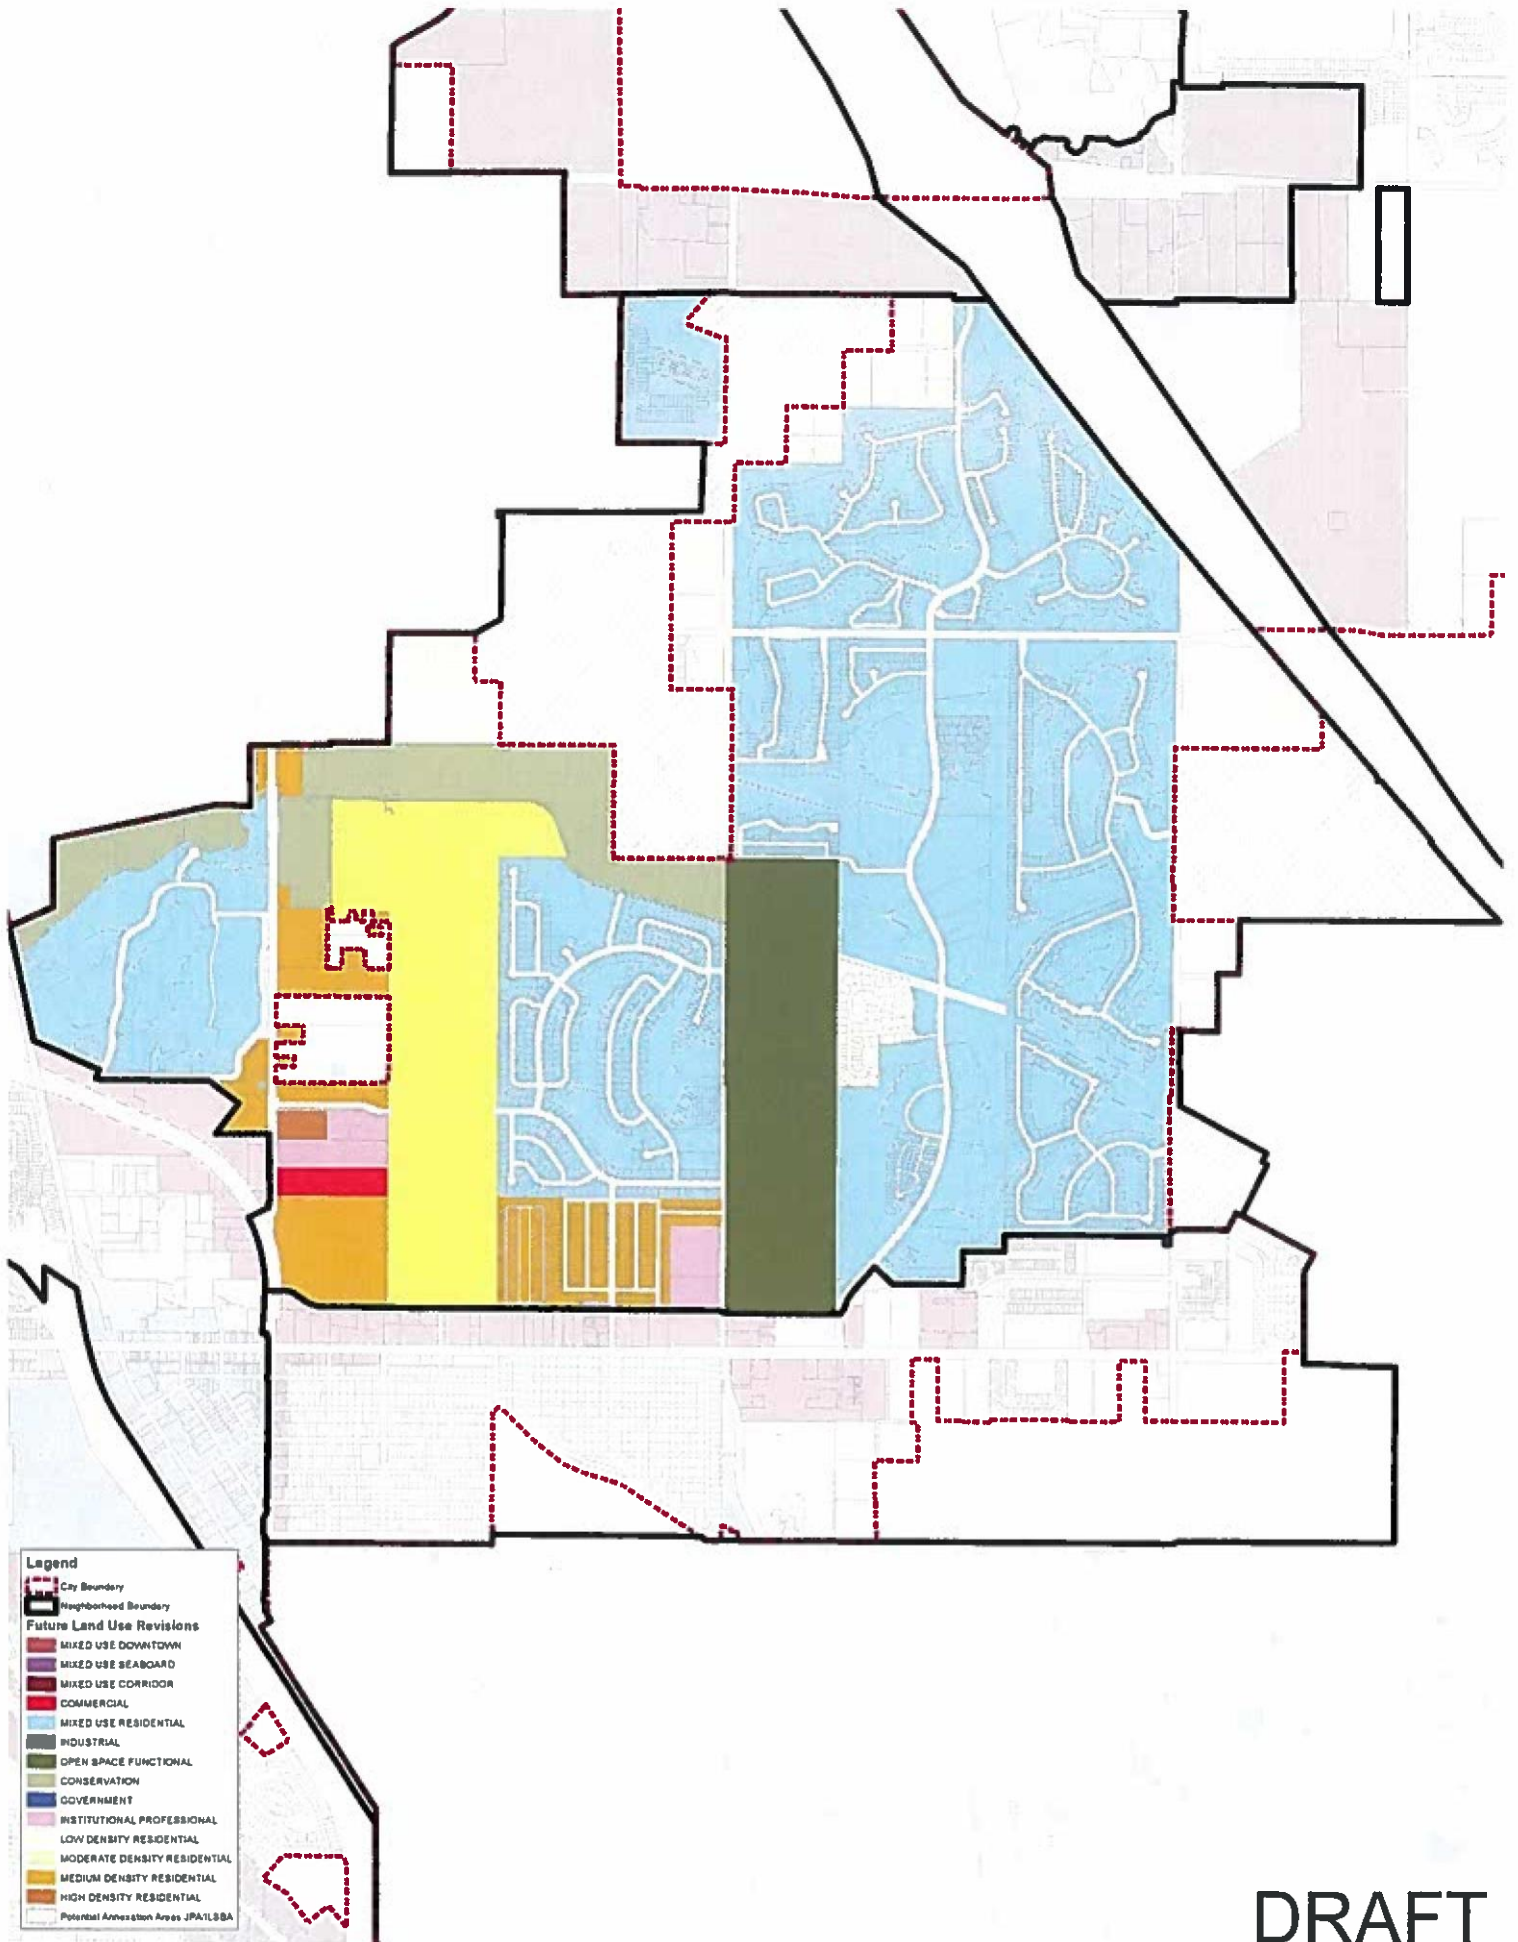 Legend
City Boundary
Neighborhood Boundary
Future Land Use Revisions
MIXED USE DOWNTOWN
MIXED USE SEABOARD
MIXED USE CORRIDOR
COMMERCIAL
MIXED USE RESIDENTIAL
INDUSTRIAL
OPEN SPACE FUNCTIONAL
CONSERVATION
GOVERNMENT
INSTITUTIONAL PROFESSIONAL
LOW DENSITY RESIDENTIAL
MODERATE DENSITY RESIDENTIAL
MEDIUM DENSITY RESIDENTIAL
HIGH DENSITY RESIDENTIAL
Potential Annexation Areas JPA/ILSBA
DRAFT